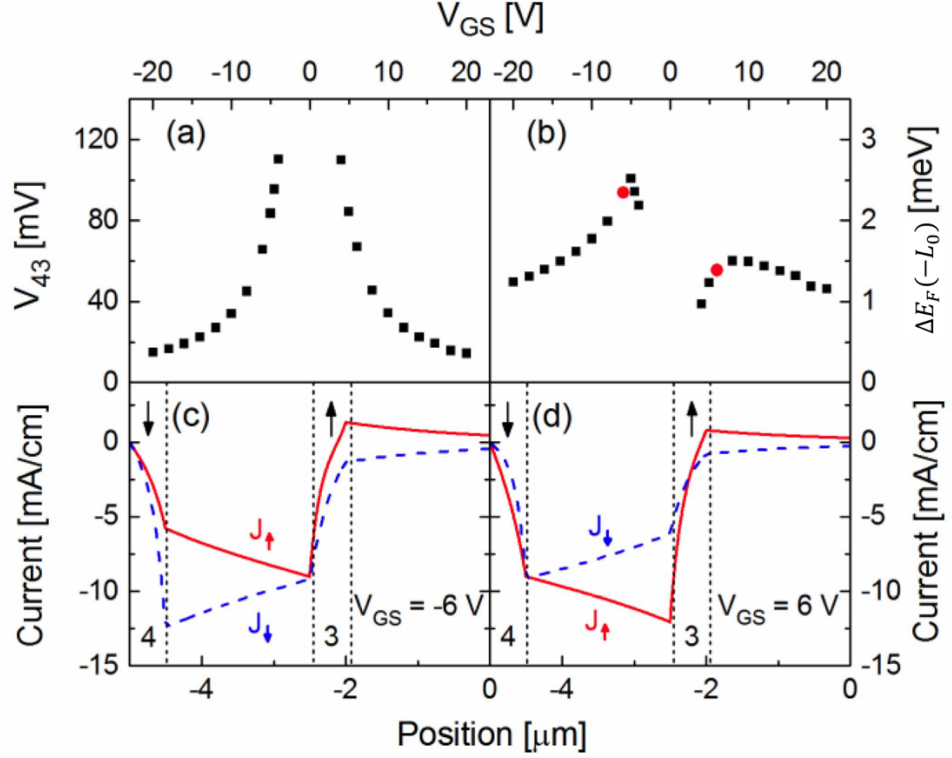 V_GS [V]
-20 -10 0 10 20 -20 -10 0 10 20
(a) (b)
120 3
80 2
40 1
0 0
V_43 [mV]
ΔE_F(-L_0) [meV]
(c) (d)
0 0
-5 -5
-10 -10
-15 -15
J↑ J↓
J↓ J↑
V_GS = -6 V V_GS = 6 V
4 3 4 3
Current [mA/cm] Current [mA/cm]
-4 -2 0 -4 -2 0
Position [μm]